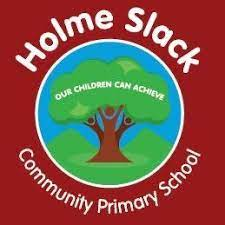 Holme Slack
OUR CHILDREN CAN ACHIEVE
Community Primary School